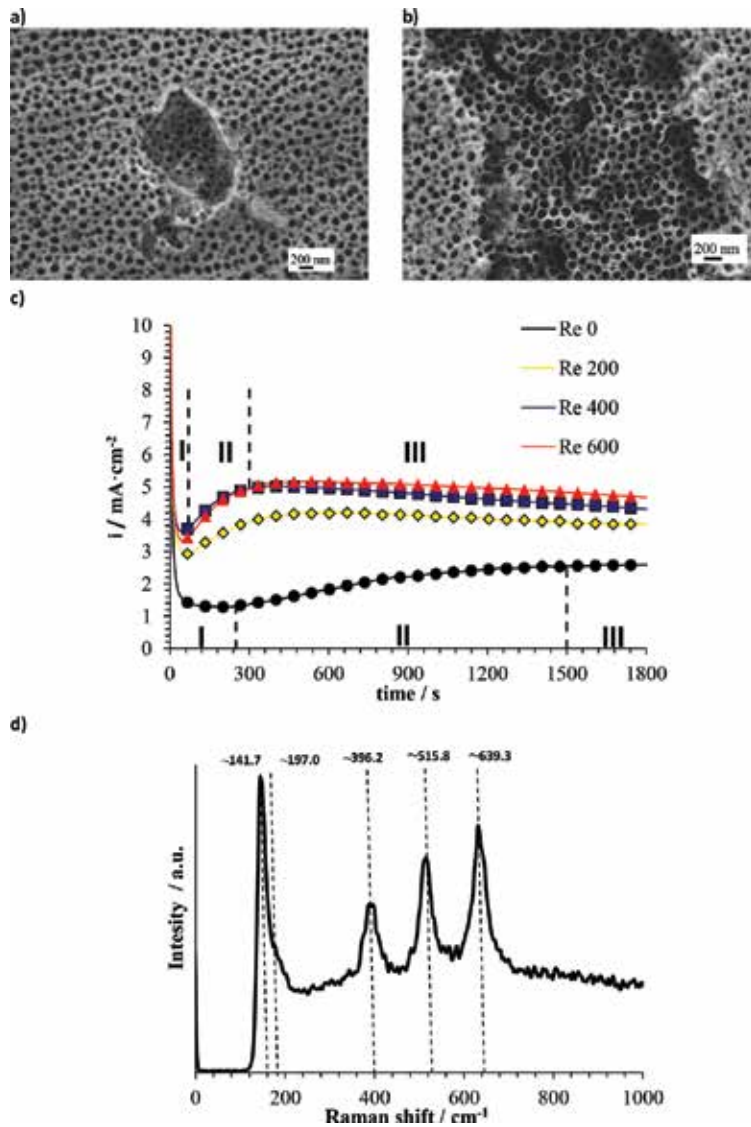 a)
b)
200 nm
200 nm
c)
10
9
8
7
6
5
4
3
2
1
0
i / mA·cm-2
I
II
III
I
II
III
Re 0
Re 200
Re 400
Re 600
0
300
600
900
1200
1500
1800
time / s
d)
~141.7
~197.0
~396.2
~515.8
~639.3
Intesity / a.u.
0
200
400
600
800
1000
Raman shift / cm-1